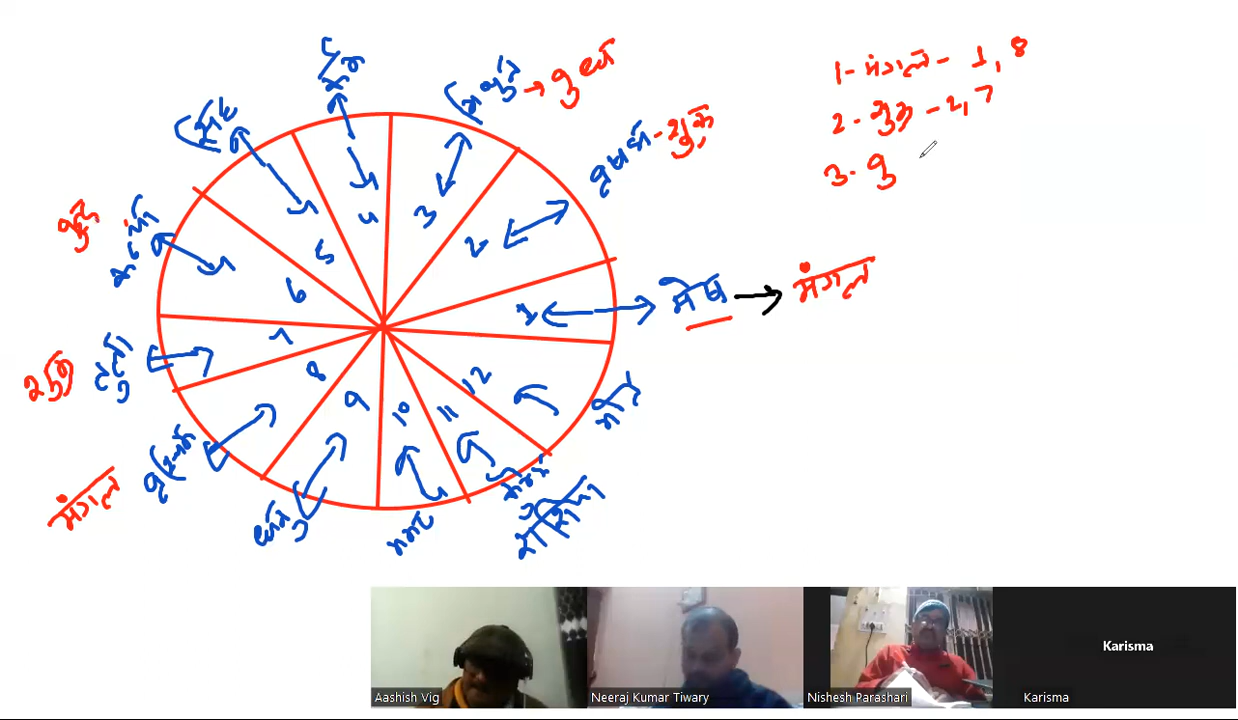 1- मंगल - 1, 8
2 - शुक्र - 2, 7
3 - बु
मिथुन → बुध
कर्क
सिंह
वृषभ - शुक्र
कन्या
बुध
मेष → मंगल
तुला
शुक्र
वृश्चिक
मंगल
धनु
मकर
कुम्भ
मीन
राशियां
1
2
3
4
5
6
7
8
9
10
11
12
Aashish Vig
Neeraj Kumar Tiwary
Nishesh Parashari
Karisma
Karisma